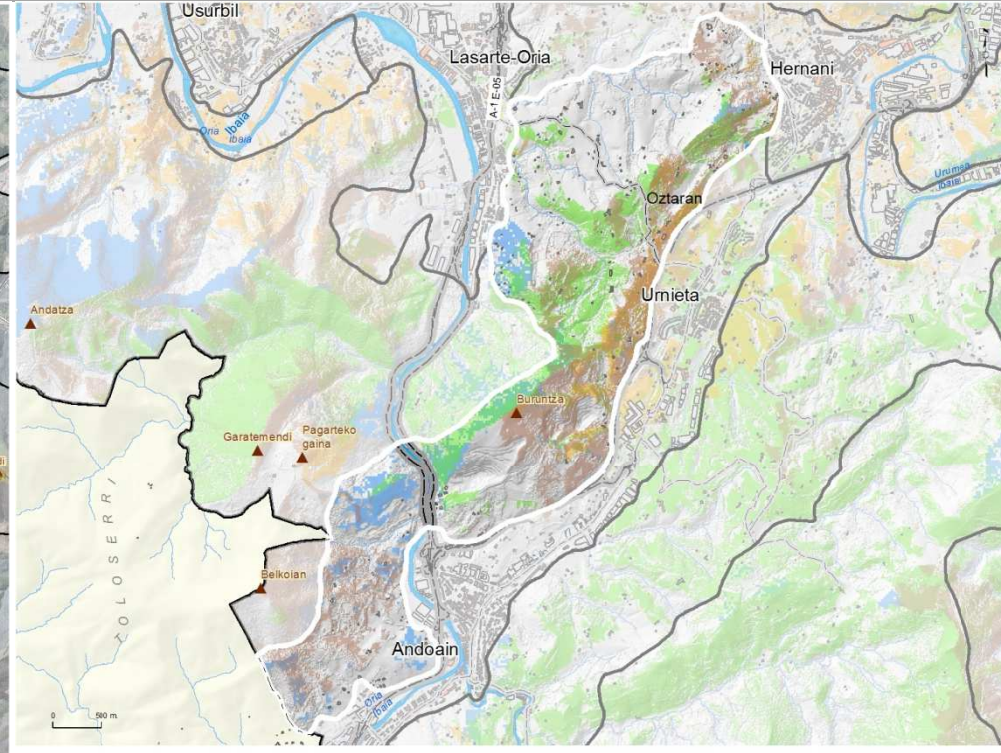 Usurbil
Lasarte-Oria
Hernani
A-1 E-05
Oria
Ibaia
Ibaia
Urumea
Ibaia
Oztaran
Urnieta
Andatza
Buruntza
Garatemendi
Pagarteko
gaina
TOLOSERRI
Belkoian
Andoain
Oria
Ibaia
0 500 m.